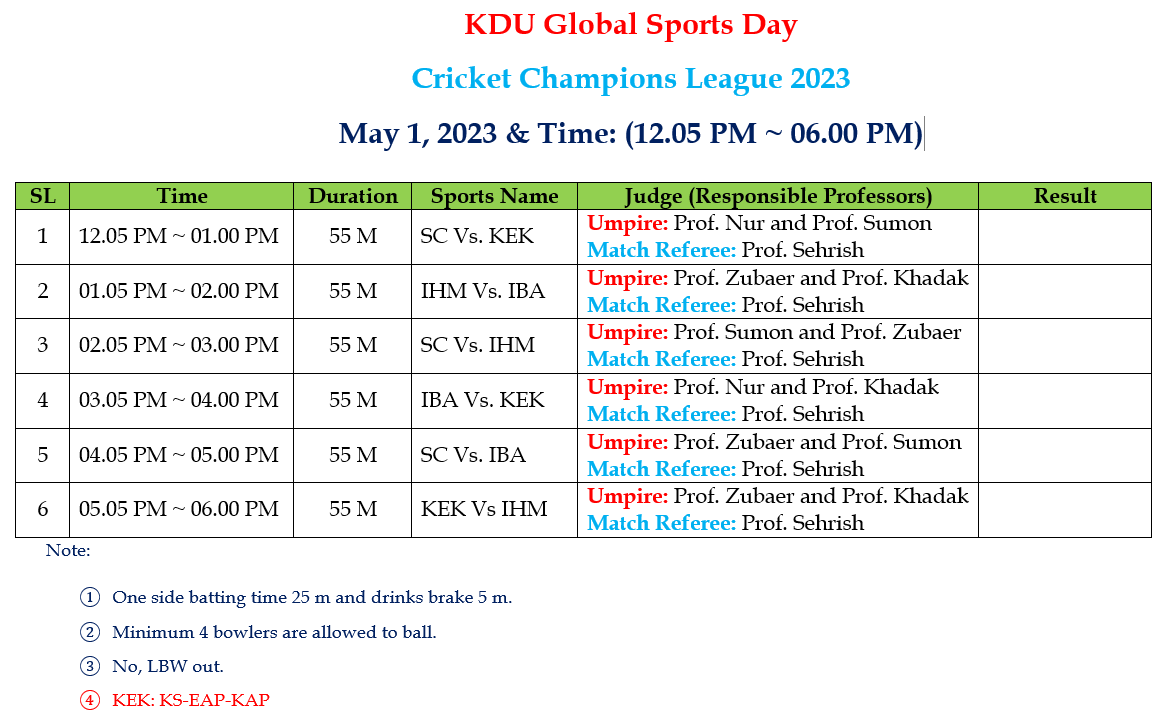 KDU Global Sports Day
Cricket Champions League 2023
May 1, 2023 & Time: (12.05 PM ~ 06.00 PM)
SL Time Duration Sports Name Judge (Responsible Professors) Result
1 12.05 PM ~ 01.00 PM 55 M SC Vs. KEK Umpire: Prof. Nur and Prof. Sumon
Match Referee: Prof. Sehrish
2 01.05 PM ~ 02.00 PM 55 M IHM Vs. IBA Umpire: Prof. Zubaer and Prof. Khadak
Match Referee: Prof. Sehrish
3 02.05 PM ~ 03.00 PM 55 M SC Vs. IHM Umpire: Prof. Sumon and Prof. Zubaer
Match Referee: Prof. Sehrish
4 03.05 PM ~ 04.00 PM 55 M IBA Vs. KEK Umpire: Prof. Nur and Prof. Khadak
Match Referee: Prof. Sehrish
5 04.05 PM ~ 05.00 PM 55 M SC Vs. IBA Umpire: Prof. Zubaer and Prof. Sumon
Match Referee: Prof. Sehrish
6 05.05 PM ~ 06.00 PM 55 M KEK Vs IHM Umpire: Prof. Zubaer and Prof. Khadak
Match Referee: Prof. Sehrish
Note:
① One side batting time 25 m and drinks brake 5 m.
② Minimum 4 bowlers are allowed to ball.
③ No, LBW out.
④ KEK: KS-EAP-KAP